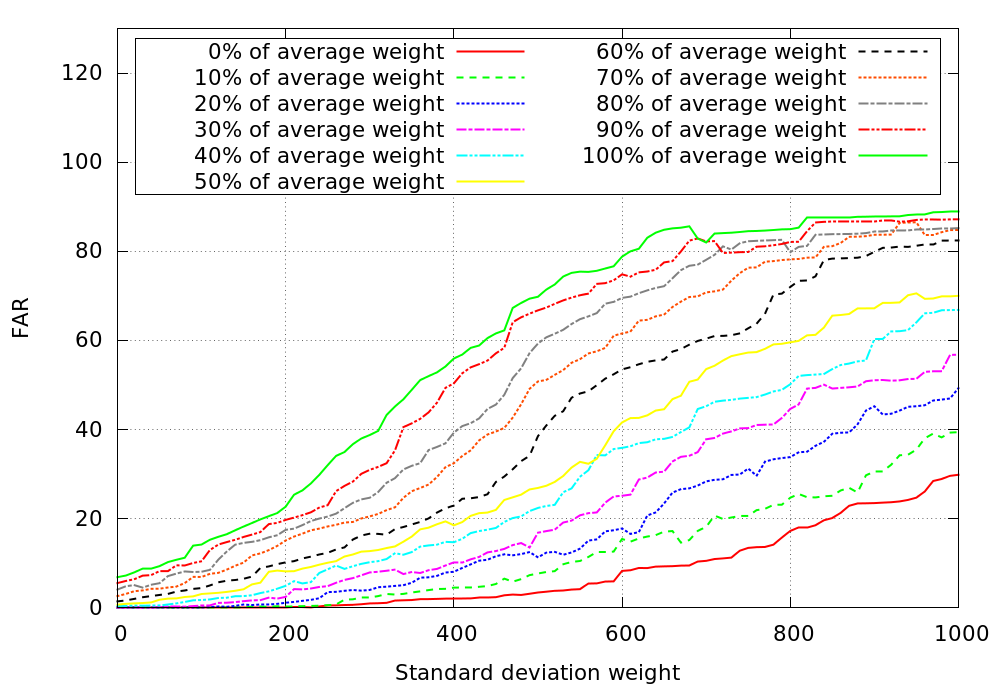 120
100
80
60
40
20
0
FAR
0% of average weight
10% of average weight
20% of average weight
30% of average weight
40% of average weight
50% of average weight
60% of average weight
70% of average weight
80% of average weight
90% of average weight
100% of average weight
0 200 400 600 800 1000
Standard deviation weight